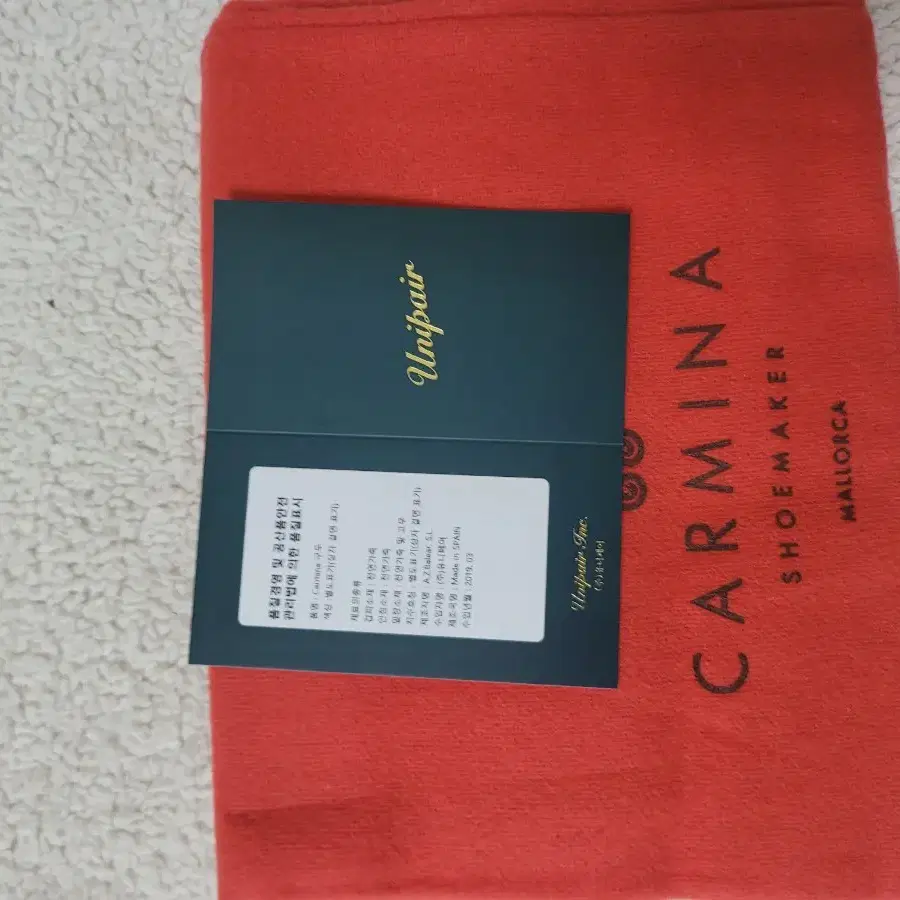 Unipair
품질경영 및 공산품안전
관리법에 의한 품질표시
품명 : Carmina 구두
색상 : 별도표기(상자 겉면 표기)
재료의종류
겉피소재 : 천연가죽
안창소재 : 천연가죽
밑창소재 : 천연가죽 및 고무
치수호칭 : 별도표기(상자 겉면 표기)
제조자명 : A.Z.Balear. S.L
수입자명 : (주)유니페어
제조국명 : Made in SPAIN
수입년월 : 2019. 03
Unipair, Inc.
(주)유니페어
CARMINA
SHOEMAKER
MALLORCA